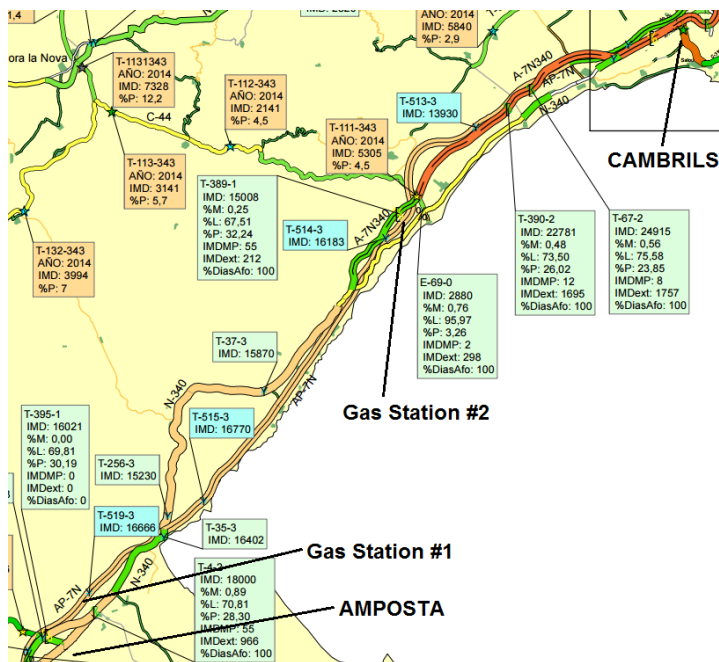 1,4
N-
2320
AÑO: 2014
IMD: 5840
%P: 2,9
ora la Nova
T-1131343
AÑO: 2014
IMD: 7328
%P: 12,2
T-112-343
AÑO: 2014
IMD: 2141
%P: 4,5
C-44
T-113-343
AÑO: 2014
IMD: 3141
%P: 5,7
T-132-343
AÑO: 2014
IMD: 3994
%P: 7
T-111-343
AÑO: 2014
IMD: 5305
%P: 4,5
T-513-3
IMD: 13930
A-7N340
AP-7N
N-340
Salou
CAMBRILS
T-389-1
IMD: 15008
%M: 0,25
%L: 67,51
%P: 32,24
IMDMP: 55
IMDext: 212
%DiasAfo: 100
T-514-3
IMD: 16183
A-7N340
T-390-2
IMD: 22781
%M: 0,48
%L: 73,50
%P: 26,02
IMDMP: 12
IMDext: 1695
%DiasAfo: 100
T-67-2
IMD: 24915
%M: 0,56
%L: 75,58
%P: 23,85
IMDMP: 8
IMDext: 1757
%DiasAfo: 100
E-69-0
IMD: 2880
%M: 0,76
%L: 95,97
%P: 3,26
IMDMP: 2
IMDext: 298
%DiasAfo: 100
T-37-3
IMD: 15870
N-340
AP-7N
Gas Station #2
T-395-1
IMD: 16021
%M: 0,00
%L: 69,81
%P: 30,19
IMDMP: 0
IMDext: 0
%DiasAfo: 0
T-515-3
IMD: 16770
T-256-3
IMD: 15230
T-519-3
IMD: 16666
T-35-3
IMD: 16402
Gas Station #1
AP-7N
N-340
T-4-2
IMD: 18000
%M: 0,89
%L: 70,81
%P: 28,30
IMDMP: 55
IMDext: 966
%DiasAfo: 100
AMPOSTA